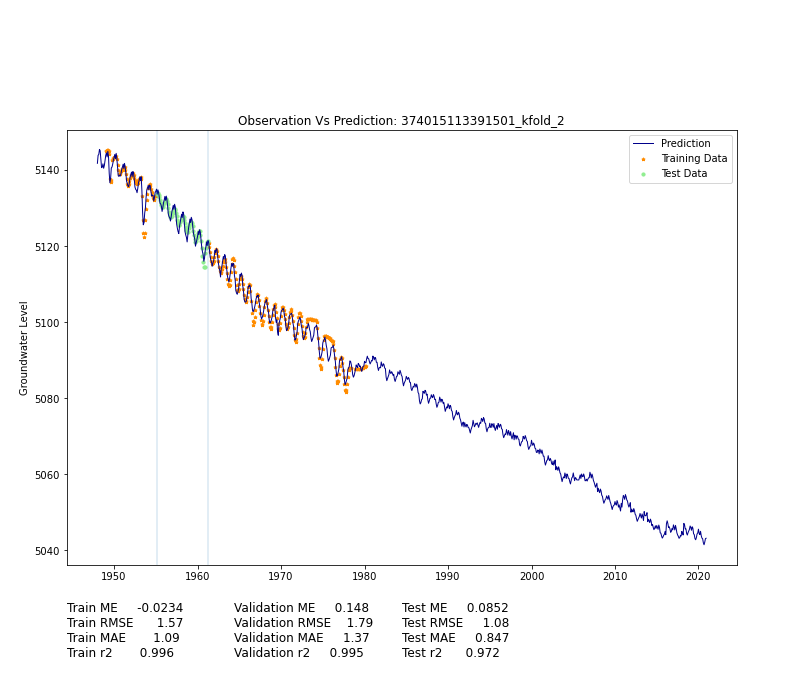 Observation Vs Prediction: 374015113391501_kfold_2
Prediction
Training Data
Test Data
Groundwater Level
5140
5120
5100
5080
5060
5040
1950 1960 1970 1980 1990 2000 2010 2020
Train ME -0.0234 Validation ME 0.148 Test ME 0.0852
Train RMSE 1.57 Validation RMSE 1.79 Test RMSE 1.08
Train MAE 1.09 Validation MAE 1.37 Test MAE 0.847
Train r2 0.996 Validation r2 0.995 Test r2 0.972